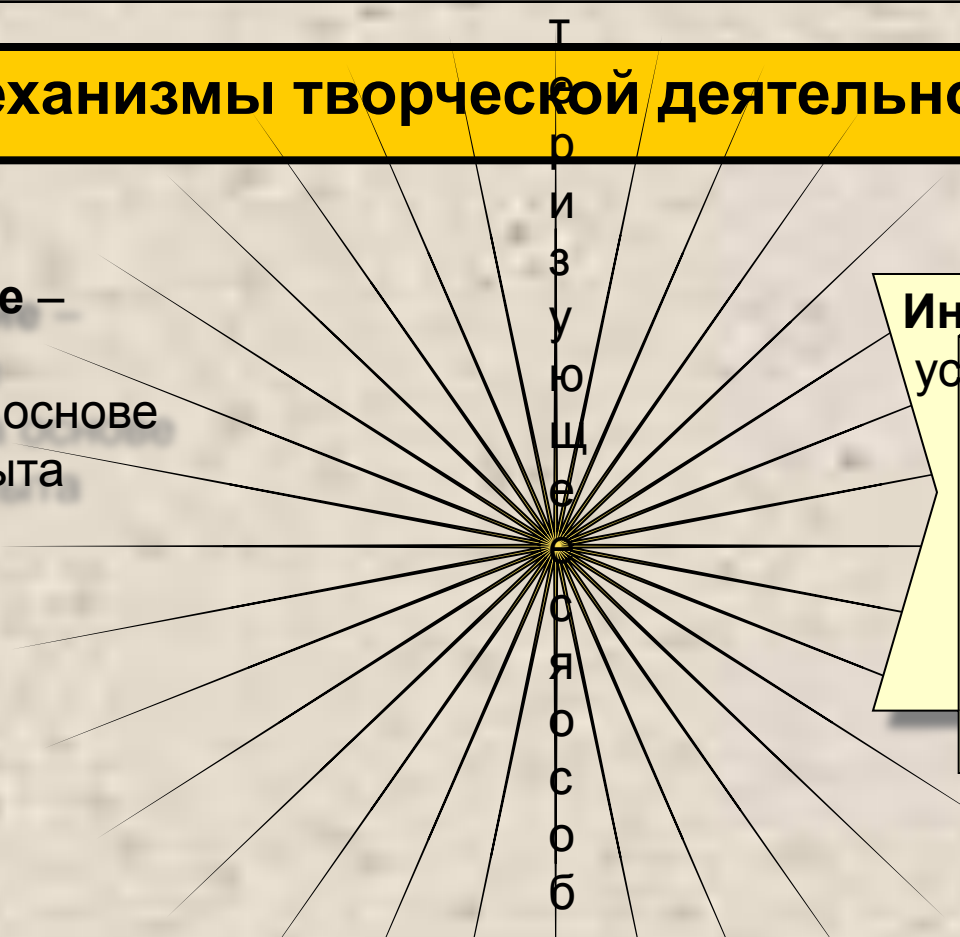 еханизмы творческой деятельно
е –
основе
ыта
т
е
р
и
з
у
ю
щ
е
е
с
я
о
с
о
б
Ин
ус